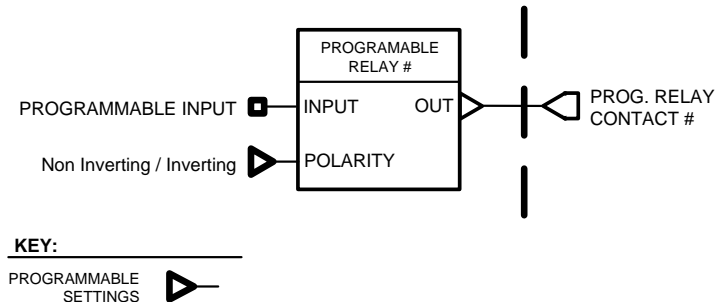 PROGRAMABLE
RELAY #
PROGRAMMABLE INPUT
INPUT
OUT
PROG. RELAY
CONTACT #
Non Inverting / Inverting
POLARITY
KEY:
PROGRAMMABLE
SETTINGS